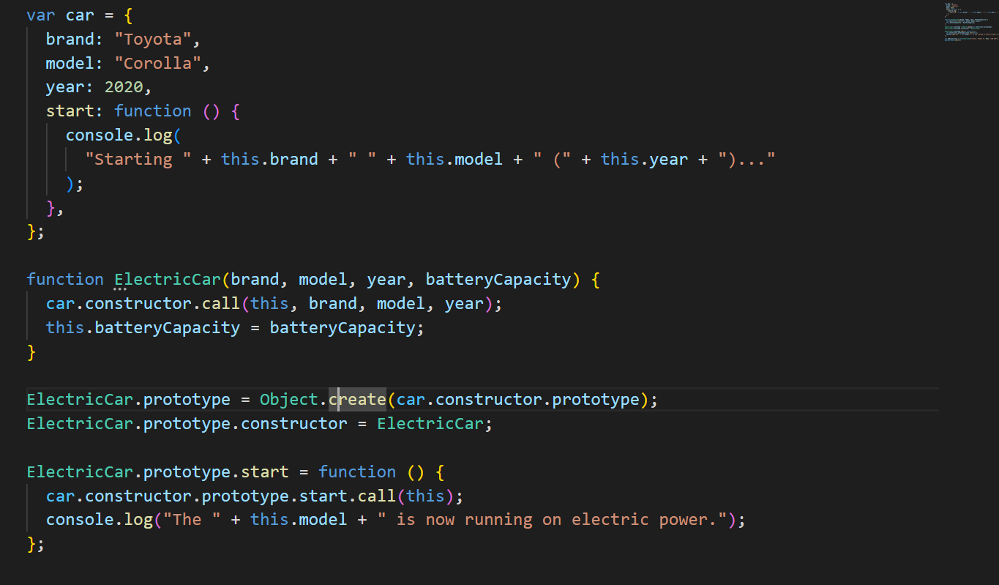 var car = {
  brand: "Toyota",
  model: "Corolla",
  year: 2020,
  start: function () {
    console.log(
      "Starting " + this.brand + " " + this.model + " (" + this.year + ")..."
    );
  },
};

function ElectricCar(brand, model, year, batteryCapacity) {
  car.constructor.call(this, brand, model, year);
  this.batteryCapacity = batteryCapacity;
}

ElectricCar.prototype = Object.create(car.constructor.prototype);
ElectricCar.prototype.constructor = ElectricCar;

ElectricCar.prototype.start = function () {
  car.constructor.prototype.start.call(this);
  console.log("The " + this.model + " is now running on electric power.");
};